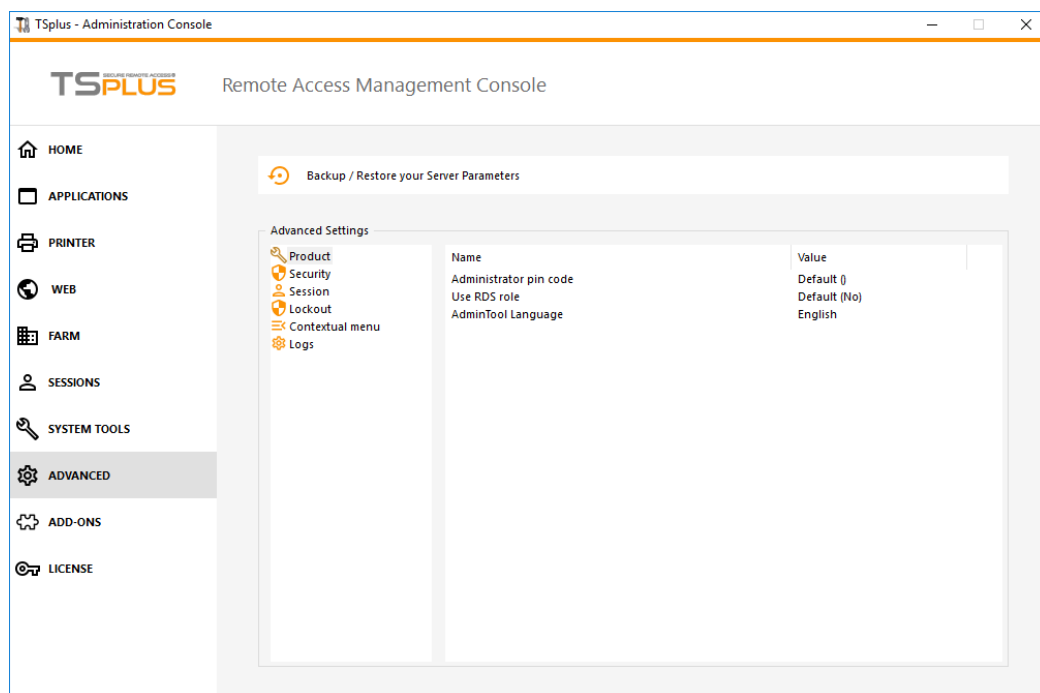 TSplus - Administration Console
TSPLUS SECURE REMOTE ACCESS®
Remote Access Management Console
HOME
APPLICATIONS
PRINTER
WEB
FARM
SESSIONS
SYSTEM TOOLS
ADVANCED
ADD-ONS
LICENSE
Backup / Restore your Server Parameters
Advanced Settings
Product
Security
Session
Lockout
Contextual menu
Logs
Name Value
Administrator pin code Default ()
Use RDS role Default (No)
AdminTool Language English